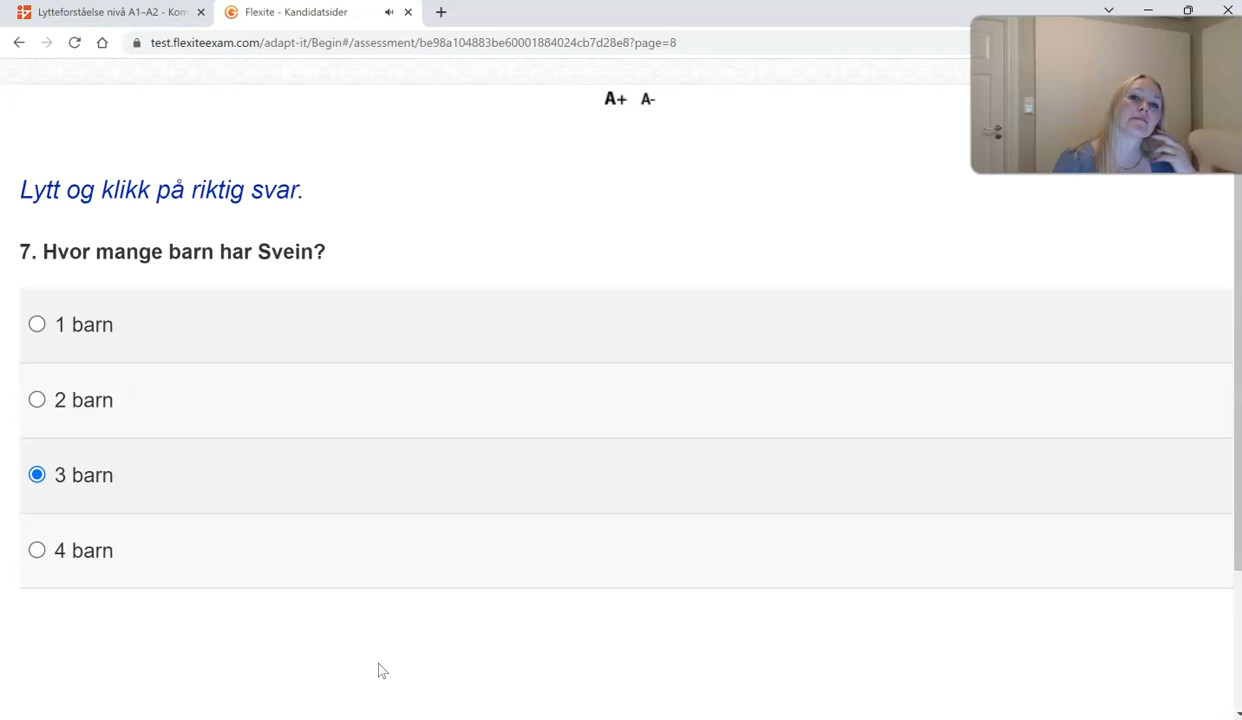 Lytteforståelse nivå A1–A2 - Kom
Flexite - Kandidatsider
test.flexiteexam.com/adapt-it/Begin#/assessment/be98a104883be60001884024cb7d28e8?page=8
A+ A-
Lytt og klikk på riktig svar.
7. Hvor mange barn har Svein?
1 barn
2 barn
3 barn
4 barn